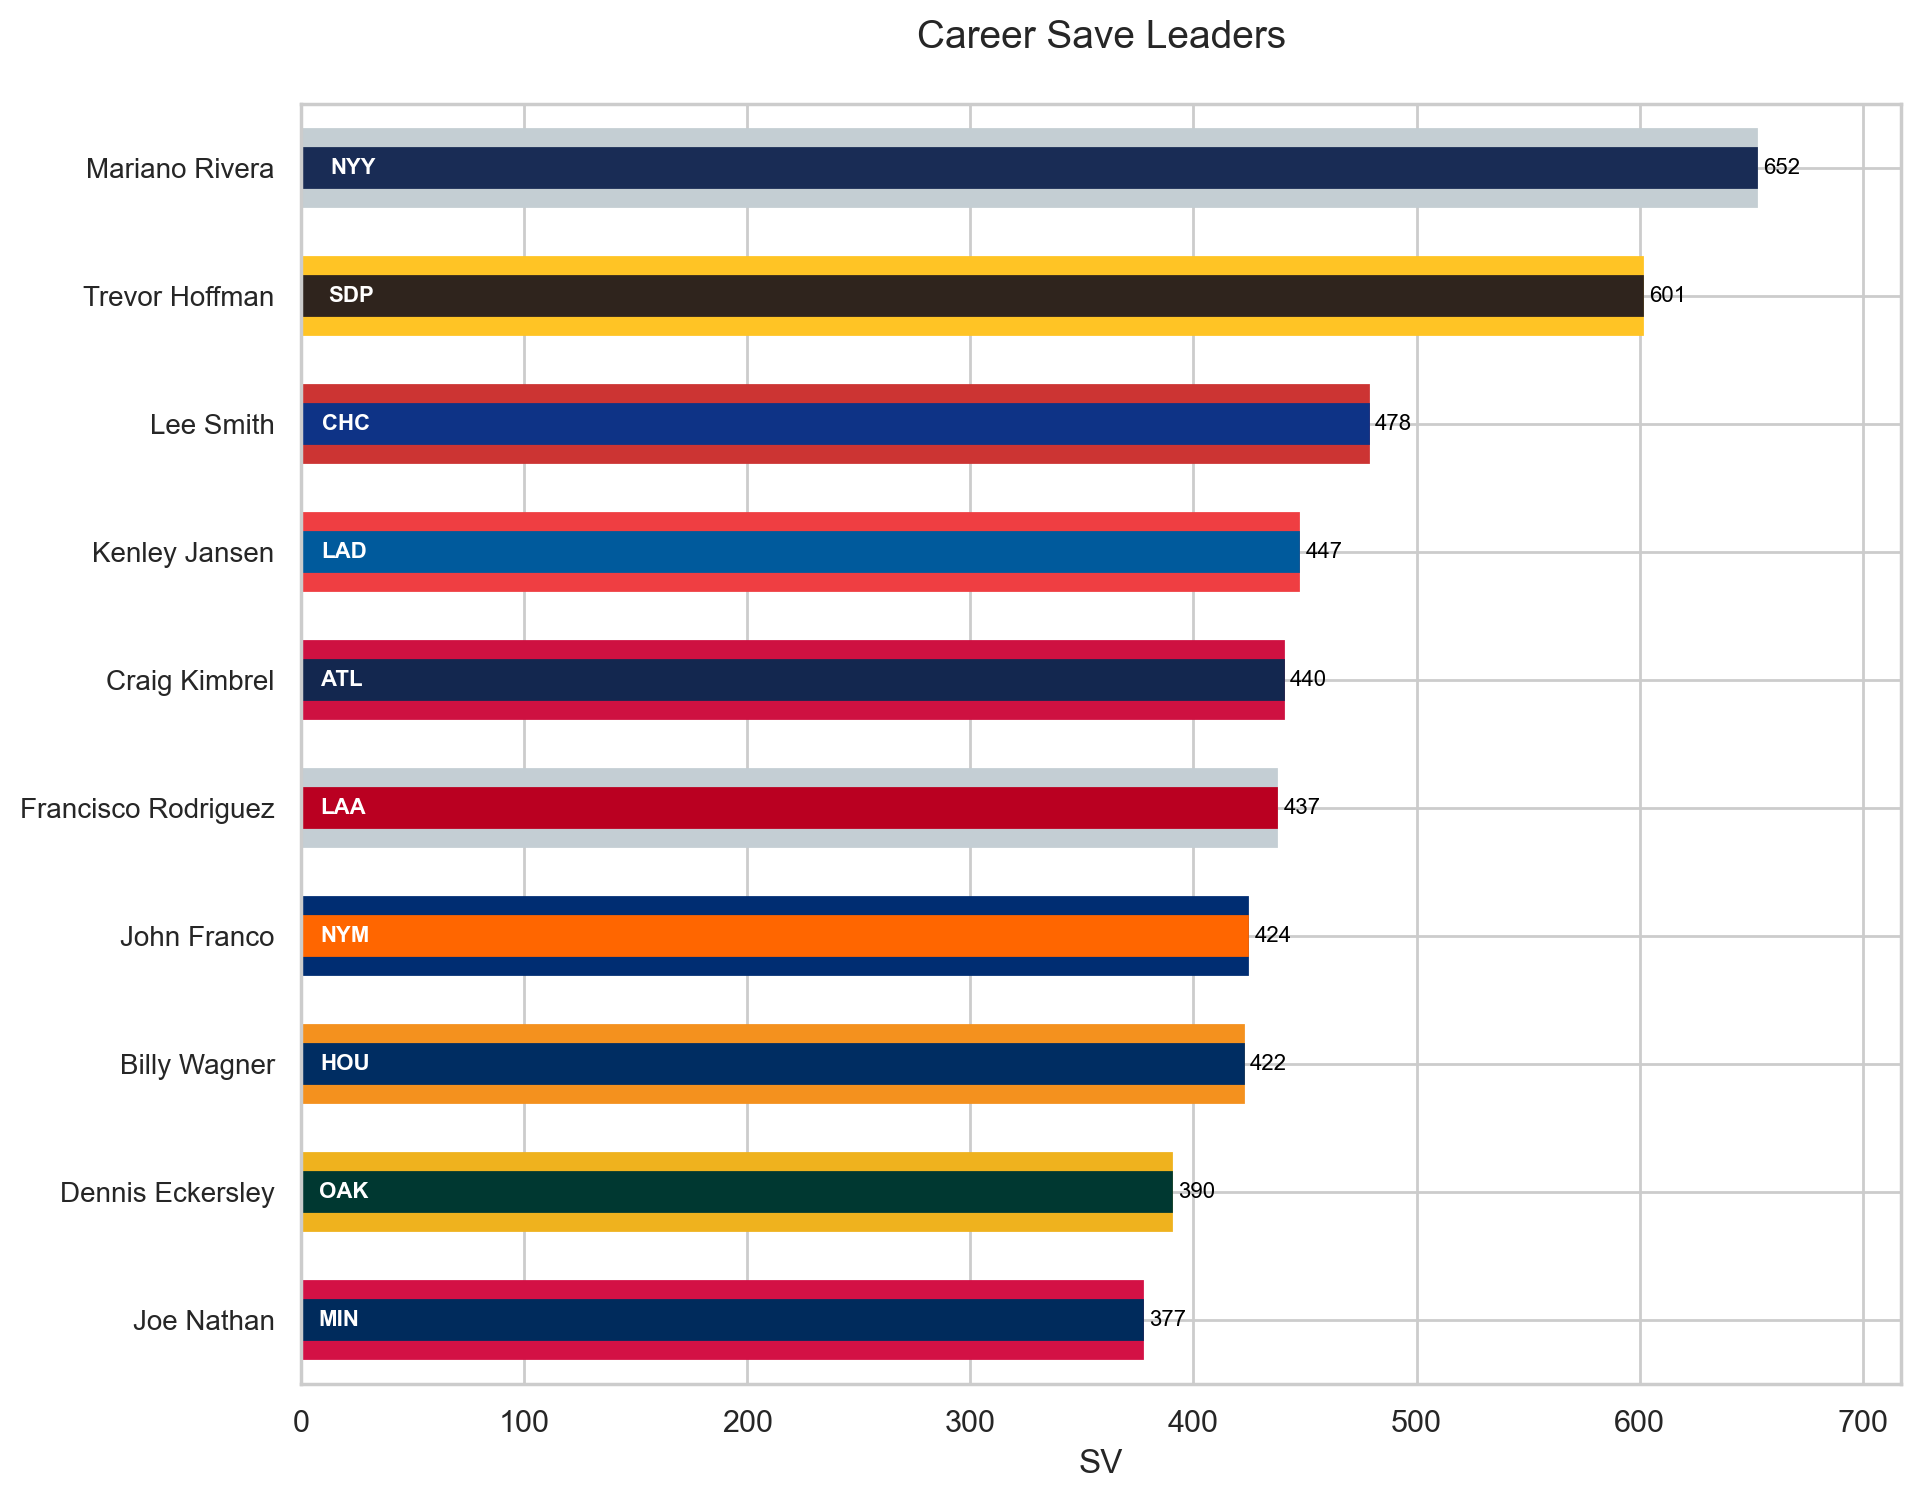 Career Save Leaders
Mariano Rivera NYY 652
Trevor Hoffman SDP 601
Lee Smith CHC 478
Kenley Jansen LAD 447
Craig Kimbrel ATL 440
Francisco Rodriguez LAA 437
John Franco NYM 424
Billy Wagner HOU 422
Dennis Eckersley OAK 390
Joe Nathan MIN 377
0 100 200 300 400 500 600 700
SV